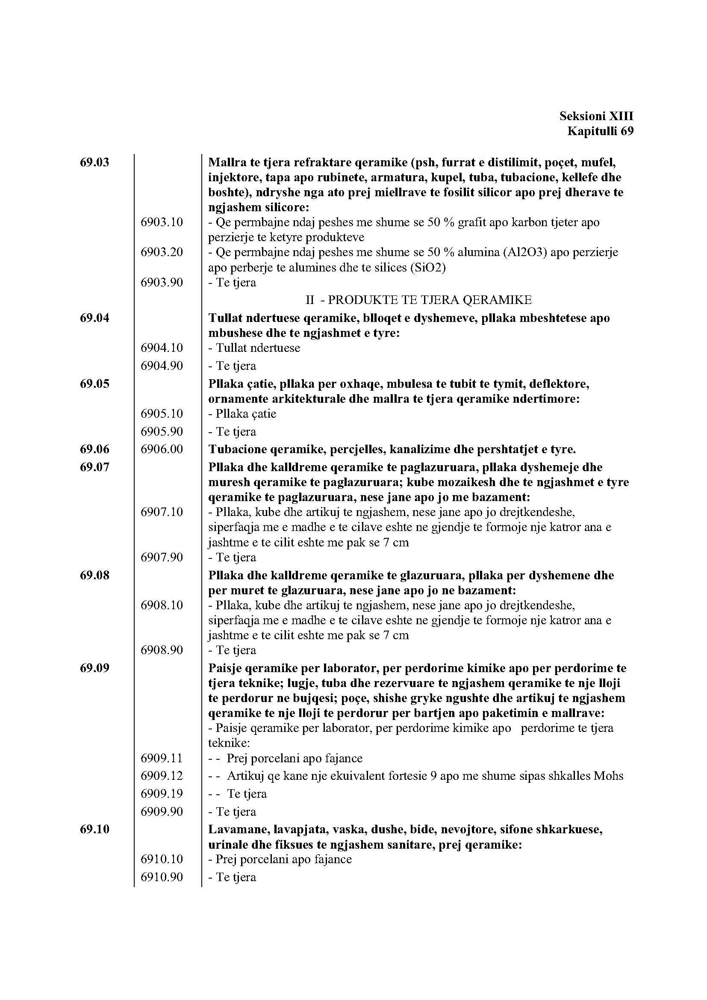 Seksioni XIII
Kapitulli 69
69.03 Mallra te tjera refraktare qeramike (psh, furrat e distilimit, poçet, mufel,
injektore, tapa apo rubinete, armatura, kupel, tuba, tubacione, kellefe dhe
boshte), ndryshe nga ato prej miellrave te fosilit silicor apo prej dherave te
ngjashem silicore:
6903.10 - Qe permbajne ndaj peshes me shume se 50 % grafit apo karbon tjeter apo
perzierje te ketyre produkteve
6903.20 - Qe permbajne ndaj peshes me shume se 50 % alumina (Al2O3) apo perzierje
apo perberje te alumines dhe te silices (SiO2)
6903.90 - Te tjera
II - PRODUKTE TE TJERA QERAMIKE
69.04 Tullat ndertuese qeramike, blloqet e dyshemeve, pllaka mbeshtetese apo
mbushese dhe te ngjashmet e tyre:
6904.10 - Tullat ndertuese
6904.90 - Te tjera
69.05 Pllaka çatie, pllaka per oxhaqe, mbulesa te tubit te tymit, deflektore,
ornamente arkitekturale dhe mallra te tjera qeramike ndertimore:
6905.10 - Pllaka çatie
6905.90 - Te tjera
69.06 6906.00 Tubacione qeramike, percjelles, kanalizime dhe pershtatjet e tyre.
69.07 Pllaka dhe kalldreme qeramike te paglazuruara, pllaka dyshemeje dhe
muresh qeramike te paglazuruara; kube mozaikesh dhe te ngjashmet e tyre
qeramike te paglazuruara, nese jane apo jo me bazament:
6907.10 - Pllaka, kube dhe artikuj te ngjashem, nese jane apo jo drejtkendeshe,
siperfaqja me e madhe e te cilave eshte ne gjendje te formoje nje katror ana e
jashtme e te cilit eshte me pak se 7 cm
6907.90 - Te tjera
69.08 Pllaka dhe kalldreme qeramike te glazuruara, pllaka per dyshemene dhe
per muret te glazuruara, nese jane apo jo ne bazament:
6908.10 - Pllaka, kube dhe artikuj te ngjashem, nese jane apo jo drejtkendeshe,
siperfaqja me e madhe e te cilave eshte ne gjendje te formoje nje katror ana e
jashtme e te cilit eshte me pak se 7 cm
6908.90 - Te tjera
69.09 Paisje qeramike per laborator, per perdorime kimike apo per perdorime te
tjera teknike; lugje, tuba dhe rezervuare te ngjashem qeramike te nje lloji
te perdorur ne bujqesi; poçe, shishe gryke ngushte dhe artikuj te ngjashem
qeramike te nje lloji te perdorur per bartjen apo paketimin e mallrave:
- Paisje qeramike per laborator, per perdorime kimike apo perdorime te tjera
teknike:
6909.11 - - Prej porcelani apo fajance
6909.12 - - Artikuj qe kane nje ekuivalent fortesie 9 apo me shume sipas shkalles Mohs
6909.19 - - Te tjera
6909.90 - Te tjera
69.10 Lavamane, lavapjata, vaska, dushe, bide, nevojtore, sifone shkarkuese,
urinale dhe fiksues te ngjashem sanitare, prej qeramike:
6910.10 - Prej porcelani apo fajance
6910.90 - Te tjera